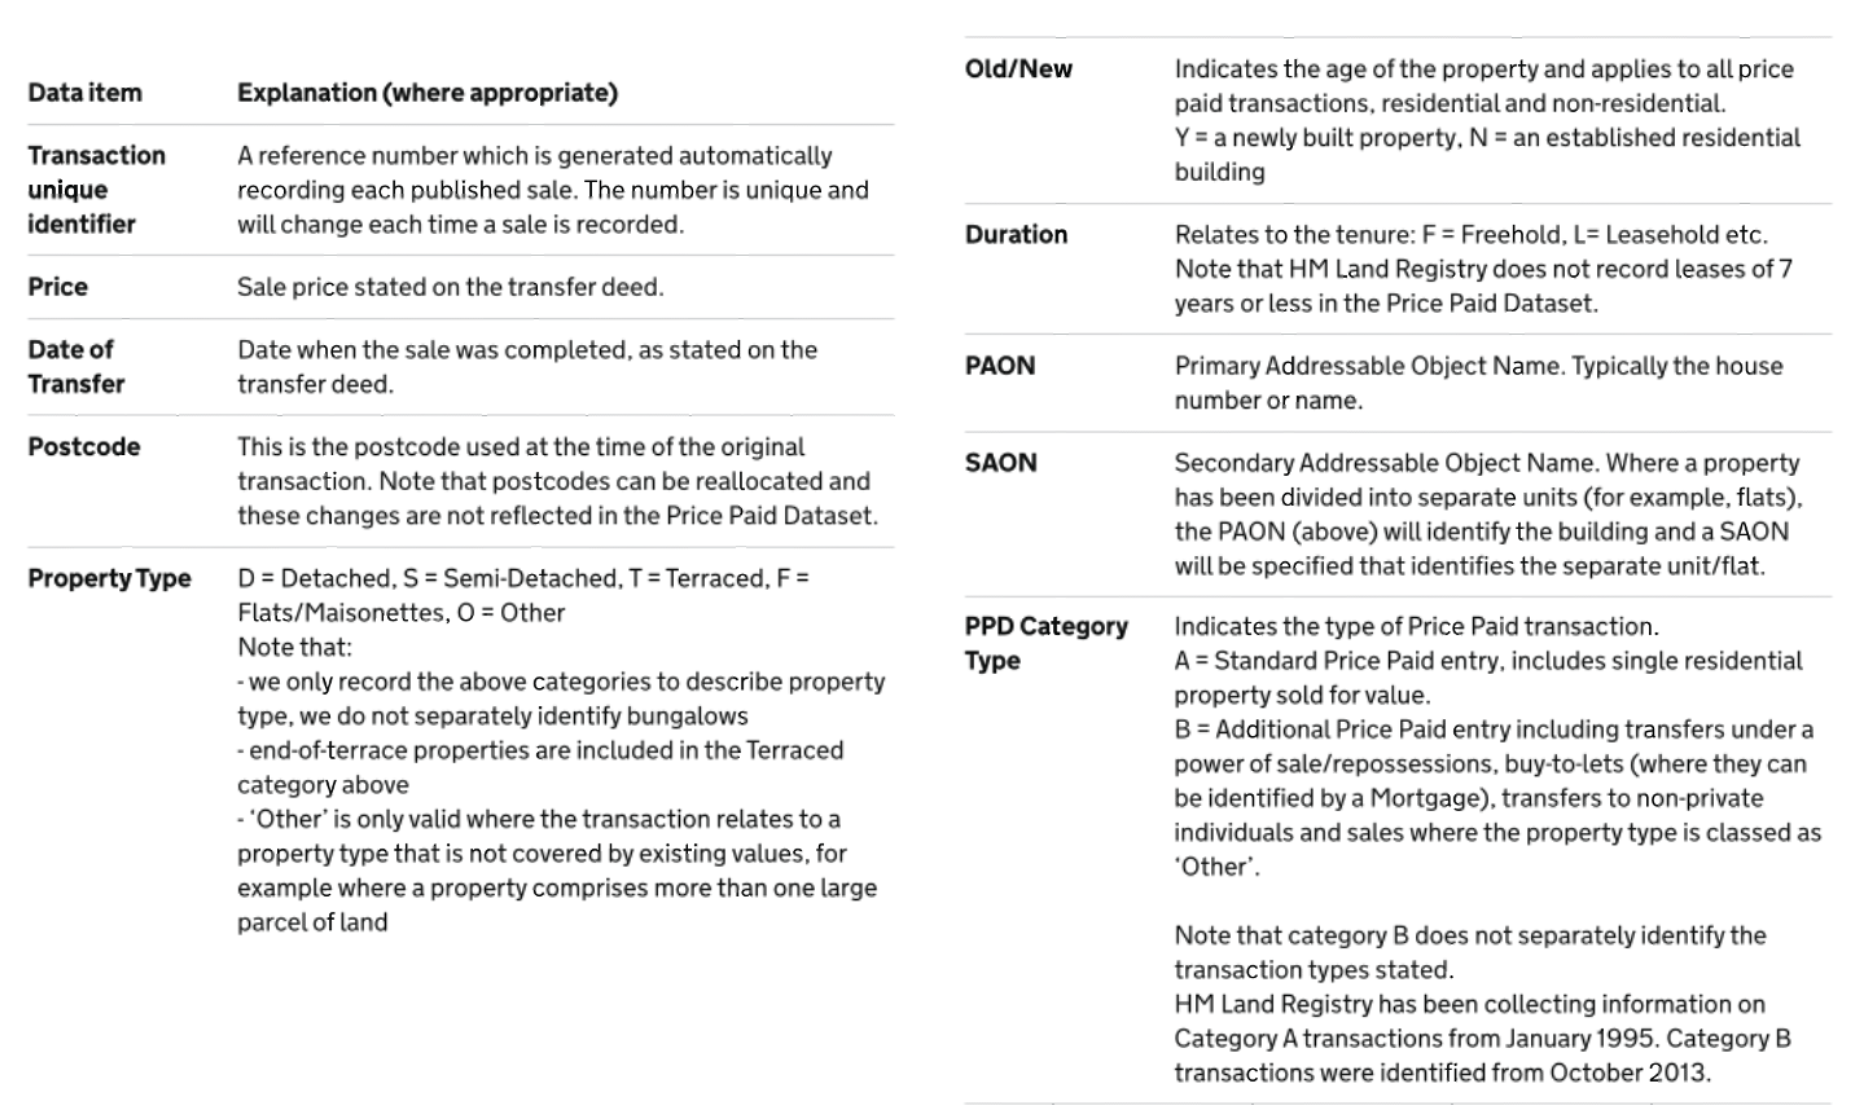 Data item Explanation (where appropriate)
Transaction unique identifier A reference number which is generated automatically
recording each published sale. The number is unique and
will change each time a sale is recorded.
Price Sale price stated on the transfer deed.
Date of Transfer Date when the sale was completed, as stated on the
transfer deed.
Postcode This is the postcode used at the time of the original
transaction. Note that postcodes can be reallocated and
these changes are not reflected in the Price Paid Dataset.
Property Type D = Detached, S = Semi-Detached, T = Terraced, F =
Flats/Maisonettes, O = Other
Note that:
- we only record the above categories to describe property
type, we do not separately identify bungalows
- end-of-terrace properties are included in the Terraced
category above
- ‘Other’ is only valid where the transaction relates to a
property type that is not covered by existing values, for
example where a property comprises more than one large
parcel of land
Old/New Indicates the age of the property and applies to all price
paid transactions, residential and non-residential.
Y = a newly built property, N = an established residential
building
Duration Relates to the tenure: F = Freehold, L= Leasehold etc.
Note that HM Land Registry does not record leases of 7
years or less in the Price Paid Dataset.
PAON Primary Addressable Object Name. Typically the house
number or name.
SAON Secondary Addressable Object Name. Where a property
has been divided into separate units (for example, flats),
the PAON (above) will identify the building and a SAON
will be specified that identifies the separate unit/flat.
PPD Category Type Indicates the type of Price Paid transaction.
A = Standard Price Paid entry, includes single residential
property sold for value.
B = Additional Price Paid entry including transfers under a
power of sale/repossessions, buy-to-lets (where they can
be identified by a Mortgage), transfers to non-private
individuals and sales where the property type is classed as
‘Other’.
Note that category B does not separately identify the
transaction types stated.
HM Land Registry has been collecting information on
Category A transactions from January 1995. Category B
transactions were identified from October 2013.